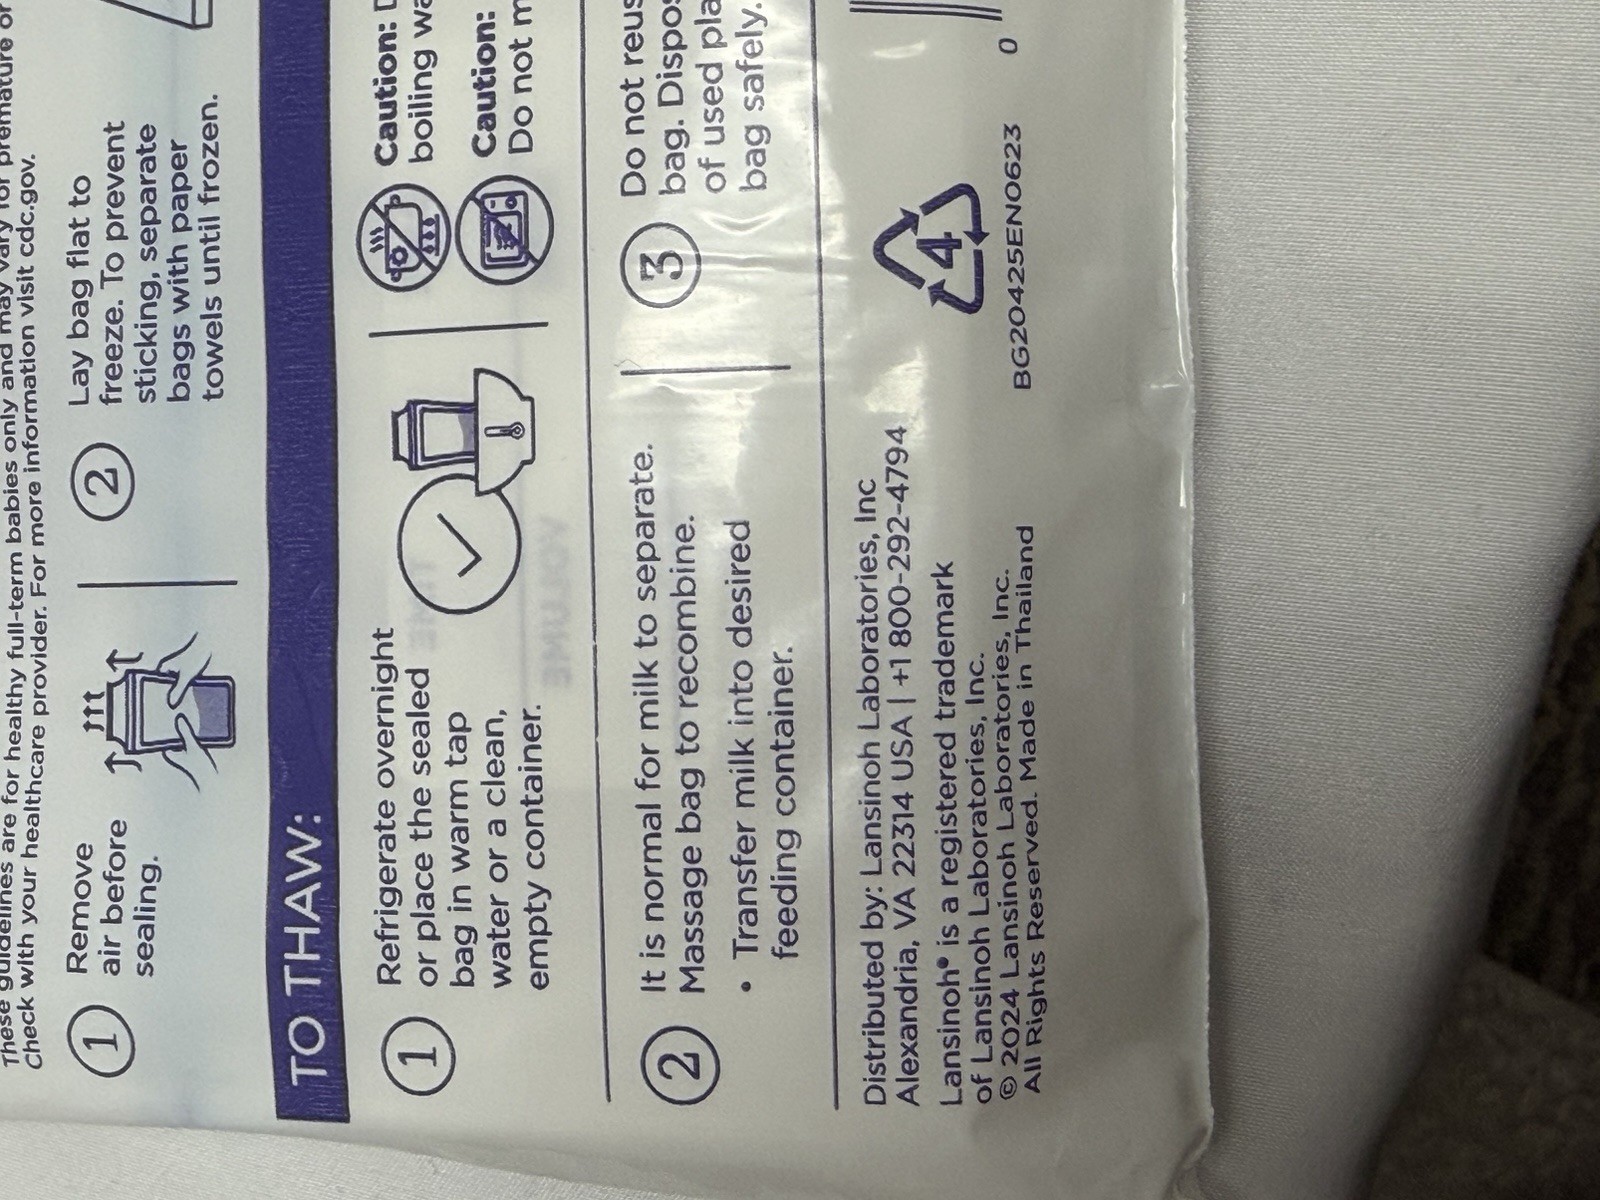 These guidelines are for healthy full-term babies only and may vary for premature or
Check with your healthcare provider. For more information visit cdc.gov.
1
Remove
air before
sealing.
2
Lay bag flat to
freeze. To prevent
sticking, separate
bags with paper
towels until frozen.
TO THAW:
1
Refrigerate overnight
or place the sealed
bag in warm tap
water or a clean,
empty container.
Caution: D
boiling wa
Caution:
Do not m
TIME
VOLUME
2
It is normal for milk to separate.
Massage bag to recombine.
• Transfer milk into desired
feeding container.
3
Do not reus
bag. Dispos
of used pla
bag safely.
Distributed by: Lansinoh Laboratories, Inc
Alexandria, VA 22314 USA | +1 800-292-4794
Lansinoh® is a registered trademark
of Lansinoh Laboratories, Inc.
© 2024 Lansinoh Laboratories, Inc.
All Rights Reserved. Made in Thailand
4
BG20425EN0623
0